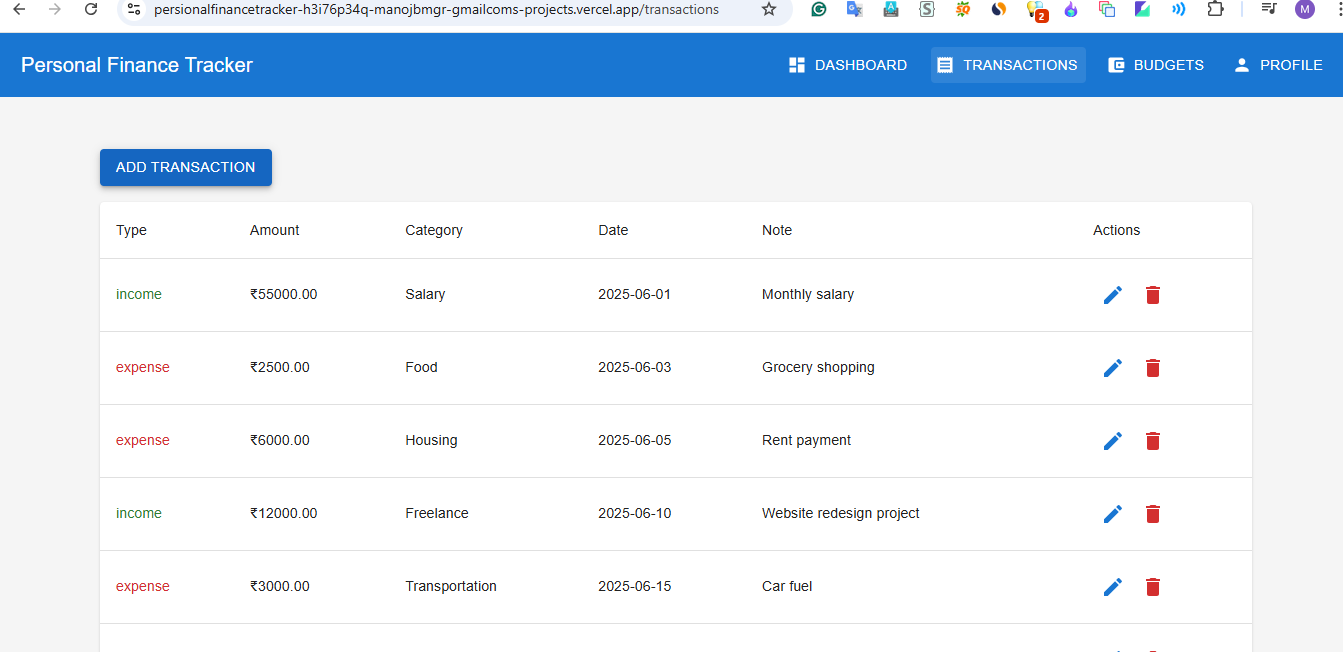 persionalfinancetracker-h3i76p34q-manojbmgr-gmailcoms-projects.vercel.app/transactions
2
M
Personal Finance Tracker DASHBOARD TRANSACTIONS BUDGETS PROFILE
ADD TRANSACTION
Type Amount Category Date Note Actions
income ₹55000.00 Salary 2025-06-01 Monthly salary
expense ₹2500.00 Food 2025-06-03 Grocery shopping
expense ₹6000.00 Housing 2025-06-05 Rent payment
income ₹12000.00 Freelance 2025-06-10 Website redesign project
expense ₹3000.00 Transportation 2025-06-15 Car fuel